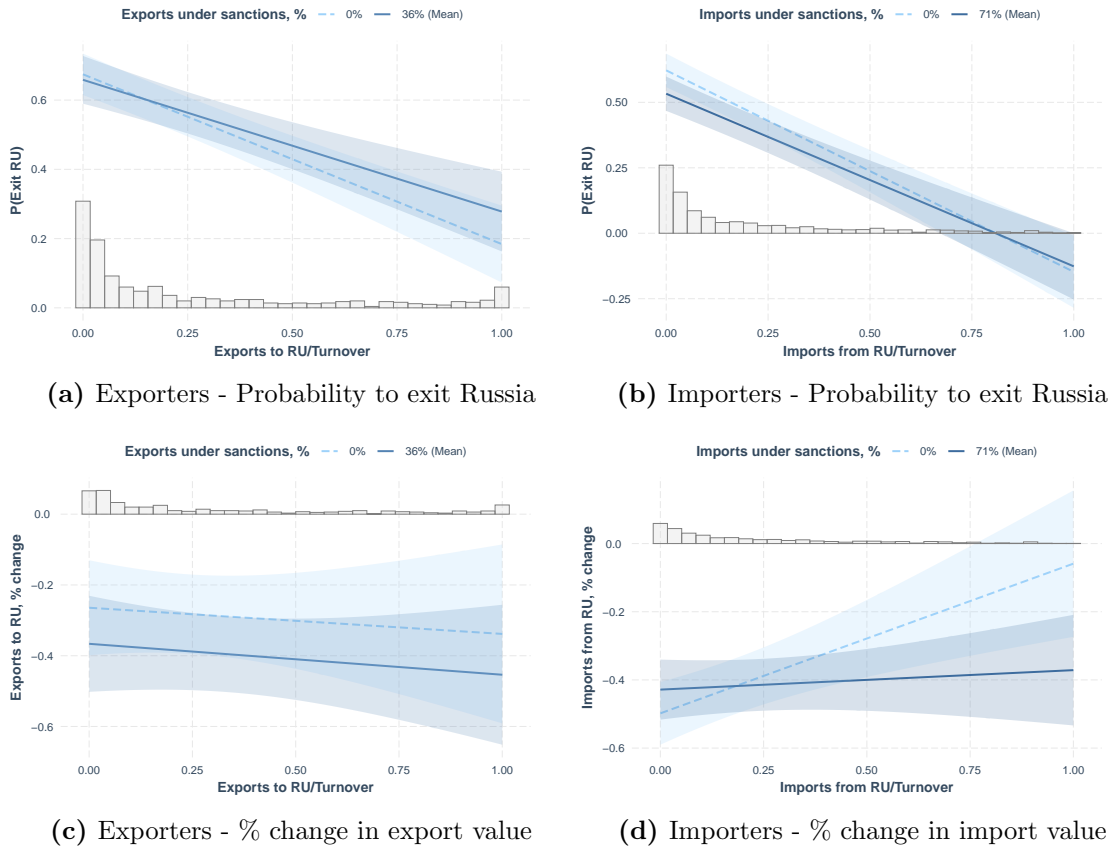 Exports under sanctions, % 0% 36% (Mean)
P(Exit RU)
0.6
0.4
0.2
0.0
0.00 0.25 0.50 0.75 1.00
Exports to RU/Turnover
(a) Exporters - Probability to exit Russia
Imports under sanctions, % 0% 71% (Mean)
P(Exit RU)
0.50
0.25
0.00
−0.25
0.00 0.25 0.50 0.75 1.00
Imports from RU/Turnover
(b) Importers - Probability to exit Russia
Exports under sanctions, % 0% 36% (Mean)
Exports to RU, % change
0.0
−0.2
−0.4
−0.6
0.00 0.25 0.50 0.75 1.00
Exports to RU/Turnover
(c) Exporters - % change in export value
Imports under sanctions, % 0% 71% (Mean)
Imports from RU, % change
0.0
−0.2
−0.4
−0.6
0.00 0.25 0.50 0.75 1.00
Imports from RU/Turnover
(d) Importers - % change in import value